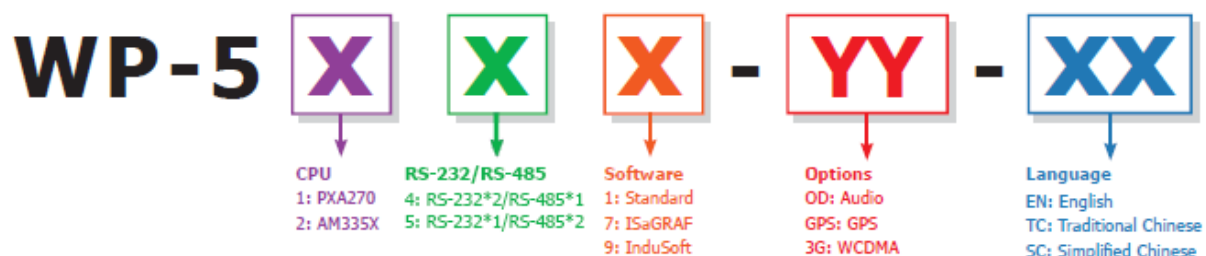 WP-5 X X X - YY - XX
CPU
1: PXA270
2: AM335X
RS-232/RS-485
4: RS-232*2/RS-485*1
5: RS-232*1/RS-485*2
Software
1: Standard
7: ISaGRAF
9: InduSoft
Options
OD: Audio
GPS: GPS
3G: WCDMA
Language
EN: English
TC: Traditional Chinese
SC: Simplified Chinese